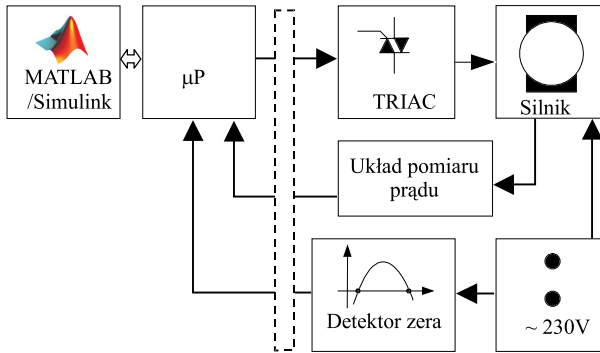 MATLAB
/Simulink
μP
TRIAC
Silnik
Układ pomiaru
prądu
Detektor zera
~ 230V